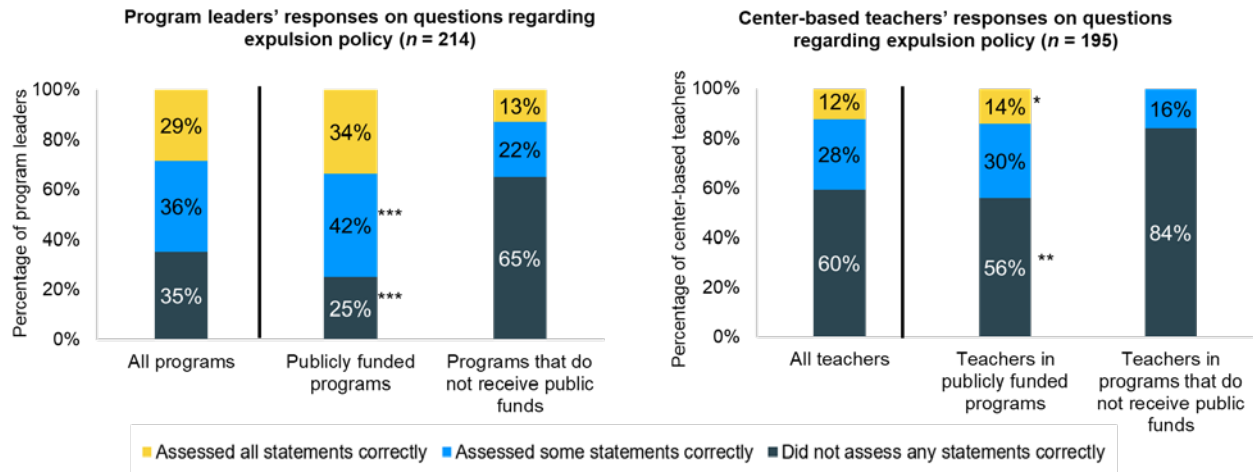 Program leaders' responses on questions regarding
expulsion policy (n = 214)
Percentage of program leaders
100%
80%
60%
40%
20%
0%
29%
36%
35%
34%
42%
***
25%
***
13%
22%
65%
All programs
Publicly funded
programs
Programs that do
not receive public
funds
Center-based teachers' responses on questions
regarding expulsion policy (n = 195)
Percentage of center-based teachers
100%
80%
60%
40%
20%
0%
12%
28%
60%
14%
*
30%
56%
**
16%
84%
All teachers
Teachers in
publicly funded
programs
Teachers in
programs that do
not receive public
funds
Assessed all statements correctly
Assessed some statements correctly
Did not assess any statements correctly